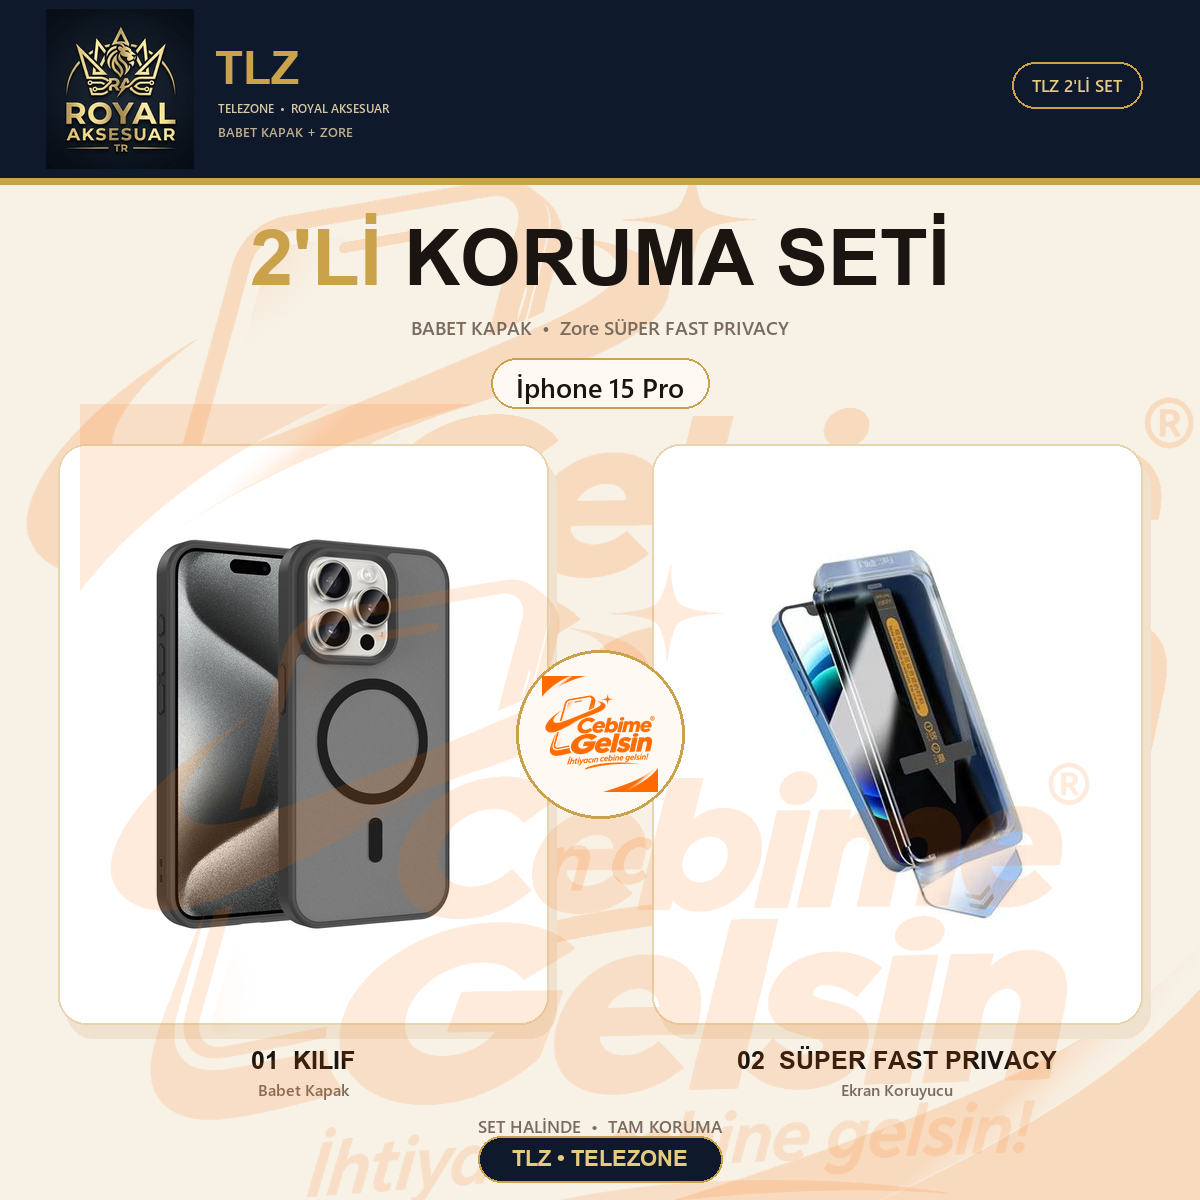 ROYAL
AKSESUAR
TR
TLZ
TELEZONE • ROYAL AKSESUAR
BABET KAPAK + ZORE
TLZ 2'Lİ SET
2'Lİ KORUMA SETİ
BABET KAPAK • Zore SÜPER FAST PRIVACY
İphone 15 Pro
Cebime®
Gelsin
İhtiyacın cebine gelsin!
Cebime®
Gelsin
01 KILIF
Babet Kapak
02 SÜPER FAST PRIVACY
Ekran Koruyucu
SET HALİNDE • TAM KORUMA
TLZ • TELEZONE